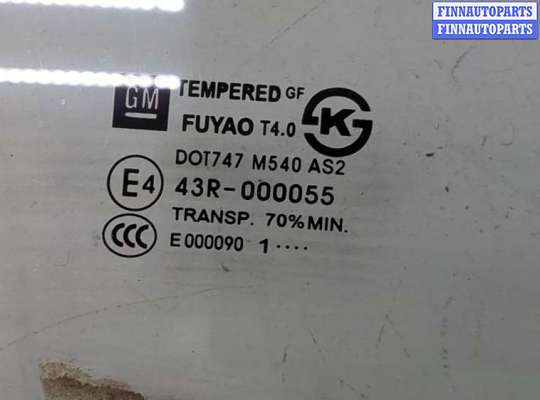 FINNAUTOPARTS
FINNAUTOPARTS
GM TEMPERED GF
FUYAO T4.0 KS
DOT747 M540 AS2
E4 43R-000055
TRANSP. 70% MIN.
CCC E 000090 1 ····